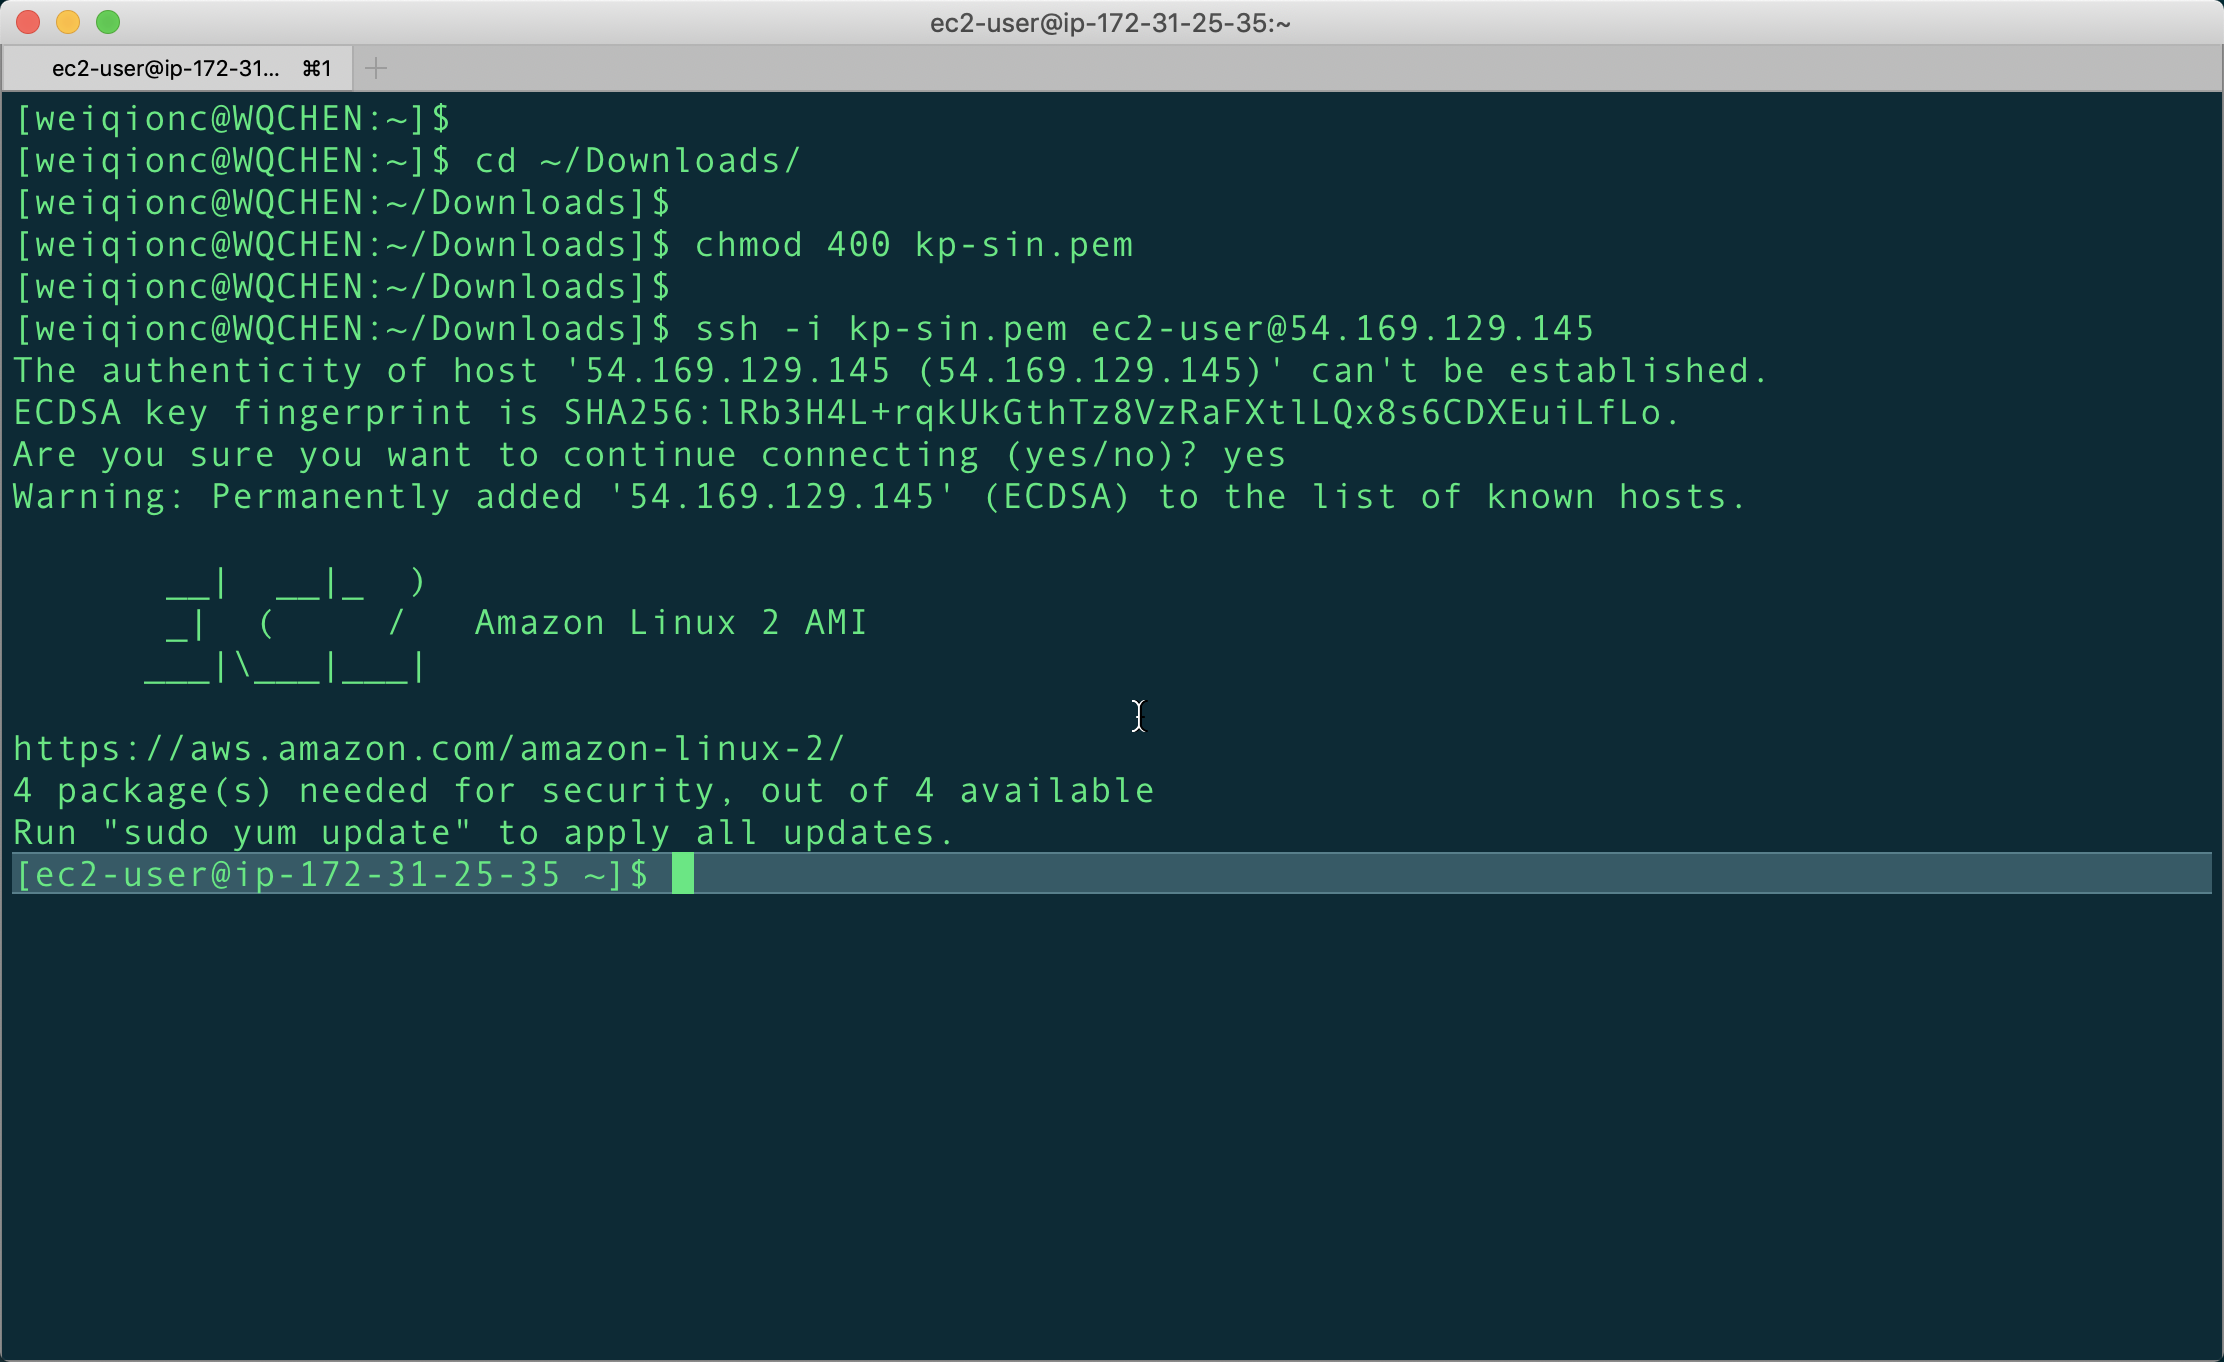 ec2-user@ip-172-31-25-35:~
ec2-user@ip-172-31... ⌘1 +
[weiqionc@WQCHEN:~]$
[weiqionc@WQCHEN:~]$ cd ~/Downloads/
[weiqionc@WQCHEN:~/Downloads]$
[weiqionc@WQCHEN:~/Downloads]$ chmod 400 kp-sin.pem
[weiqionc@WQCHEN:~/Downloads]$
[weiqionc@WQCHEN:~/Downloads]$ ssh -i kp-sin.pem ec2-user@54.169.129.145
The authenticity of host '54.169.129.145 (54.169.129.145)' can't be established.
ECDSA key fingerprint is SHA256:lRb3H4L+rqkUkGthTz8VzRaFXtlLQx8s6CDXEuiLfLo.
Are you sure you want to continue connecting (yes/no)? yes
Warning: Permanently added '54.169.129.145' (ECDSA) to the list of known hosts.
       __|  __|_  )
       _|  (     /   Amazon Linux 2 AMI
      ___|\___|___|
https://aws.amazon.com/amazon-linux-2/
4 package(s) needed for security, out of 4 available
Run "sudo yum update" to apply all updates.
[ec2-user@ip-172-31-25-35 ~]$